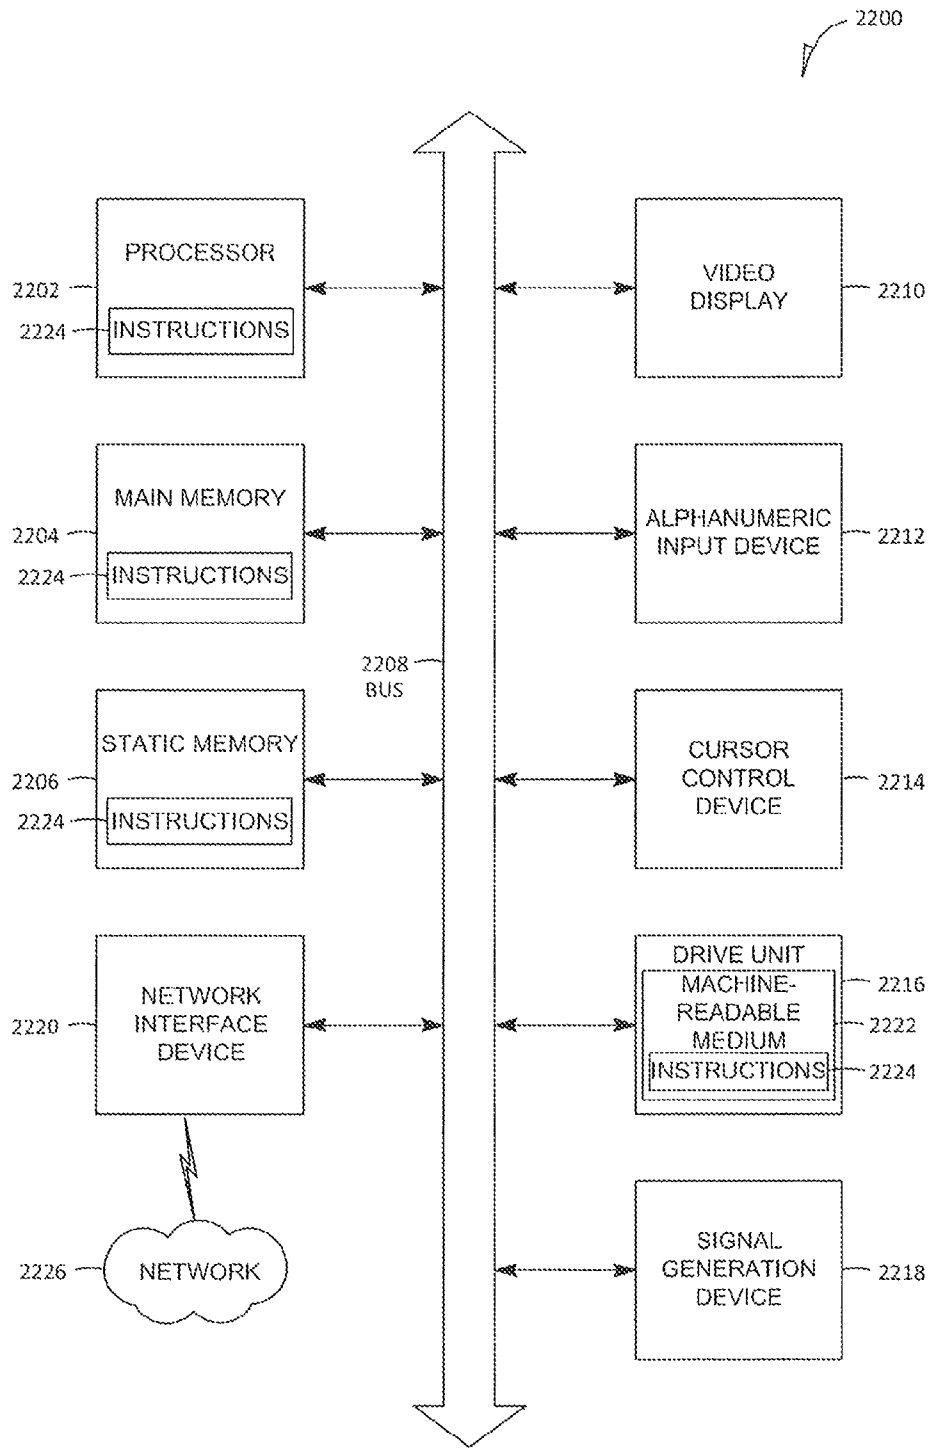 2200
PROCESSOR
2202
2224
INSTRUCTIONS
VIDEO
DISPLAY
2210
MAIN MEMORY
2204
2224
INSTRUCTIONS
ALPHANUMERIC
INPUT DEVICE
2212
2208
BUS
STATIC MEMORY
2206
2224
INSTRUCTIONS
CURSOR
CONTROL
DEVICE
2214
NETWORK
INTERFACE
DEVICE
2220
DRIVE UNIT
2216
MACHINE-
READABLE
MEDIUM
2222
INSTRUCTIONS
2224
2226
NETWORK
SIGNAL
GENERATION
DEVICE
2218